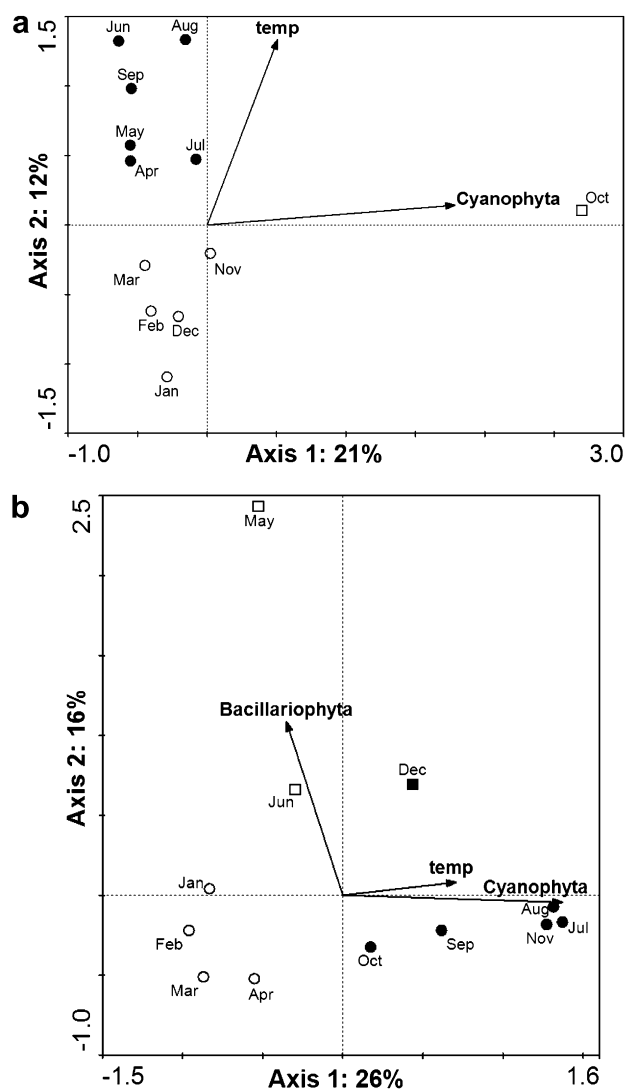 a
1.5
Jun
Aug
temp
Sep
May
Jul
Apr
Cyanophyta
Oct
Axis 2: 12%
Mar
Nov
Feb
Dec
Jan
-1.5
-1.0
Axis 1: 21%
3.0
b
2.5
May
Bacillariophyta
Axis 2: 16%
Dec
Jun
temp
Jan
Cyanophyta
Aug
Feb
Sep
Nov
Jul
Oct
Mar
Apr
-1.0
-1.5
Axis 1: 26%
1.6